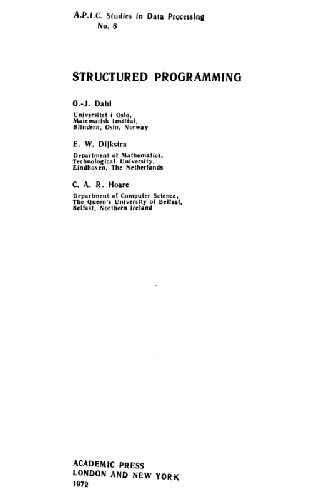 A.P.I.C. Studies in Data Processing
No. 8
STRUCTURED PROGRAMMING
O.-J. Dahl
Universitet i Oslo,
Matematisk Institut,
Blindern, Oslo, Norway
E. W. Dijkstra
Department of Mathematics,
Technological University,
Eindhoven, The Netherlands
C. A. R. Hoare
Department of Computer Science,
The Queen's University of Belfast,
Belfast, Northern Ireland
ACADEMIC PRESS
LONDON AND NEW YORK
1972